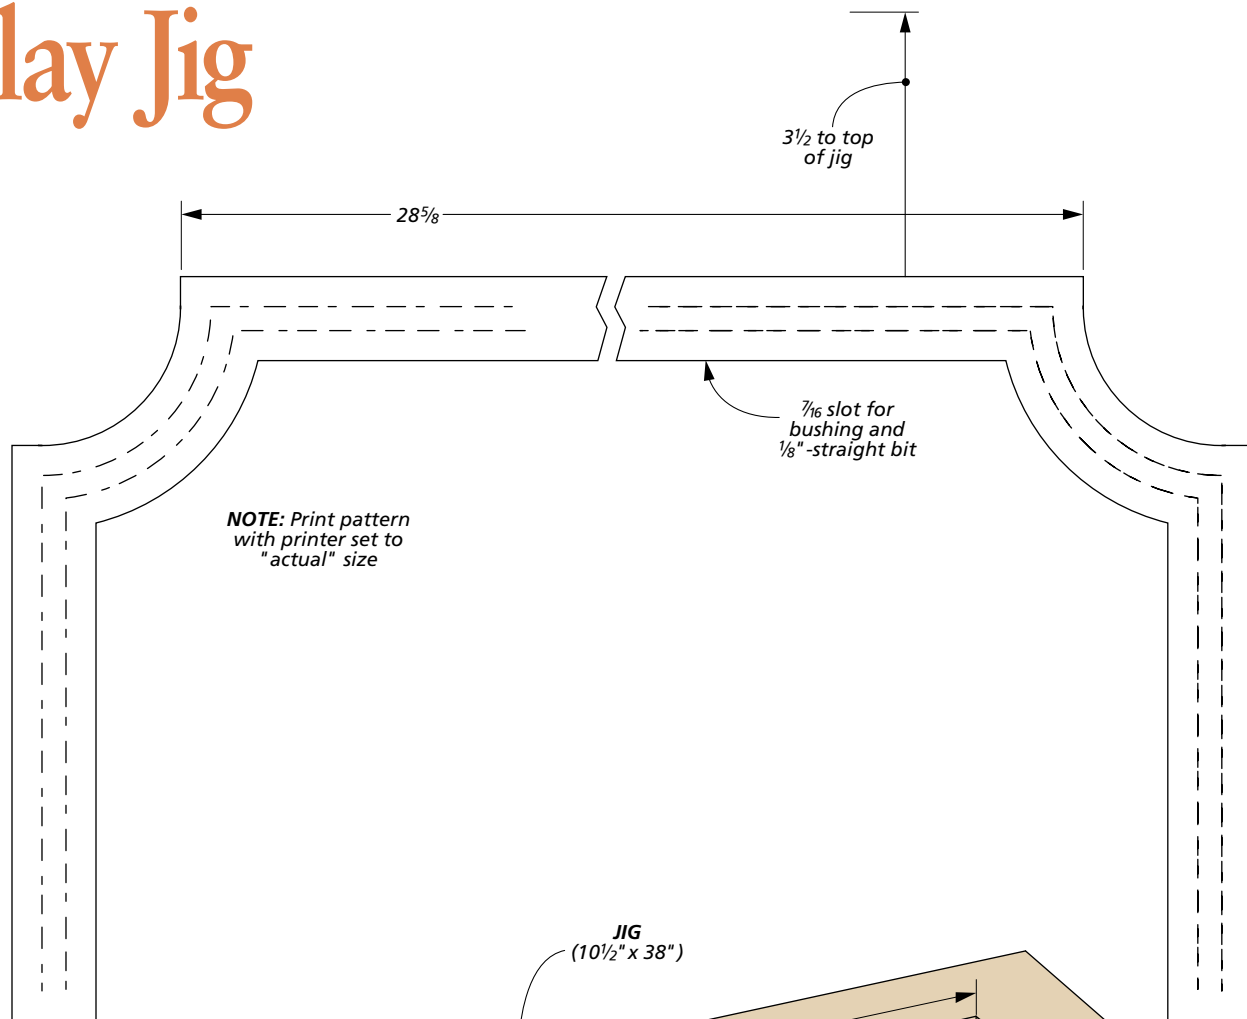 lay Jig
3½ to top
of jig
28⅝
⁷⁄₁₆ slot for
bushing and
⅛"-straight bit
NOTE: Print pattern
with printer set to
"actual" size
JIG
(10½" x 38")